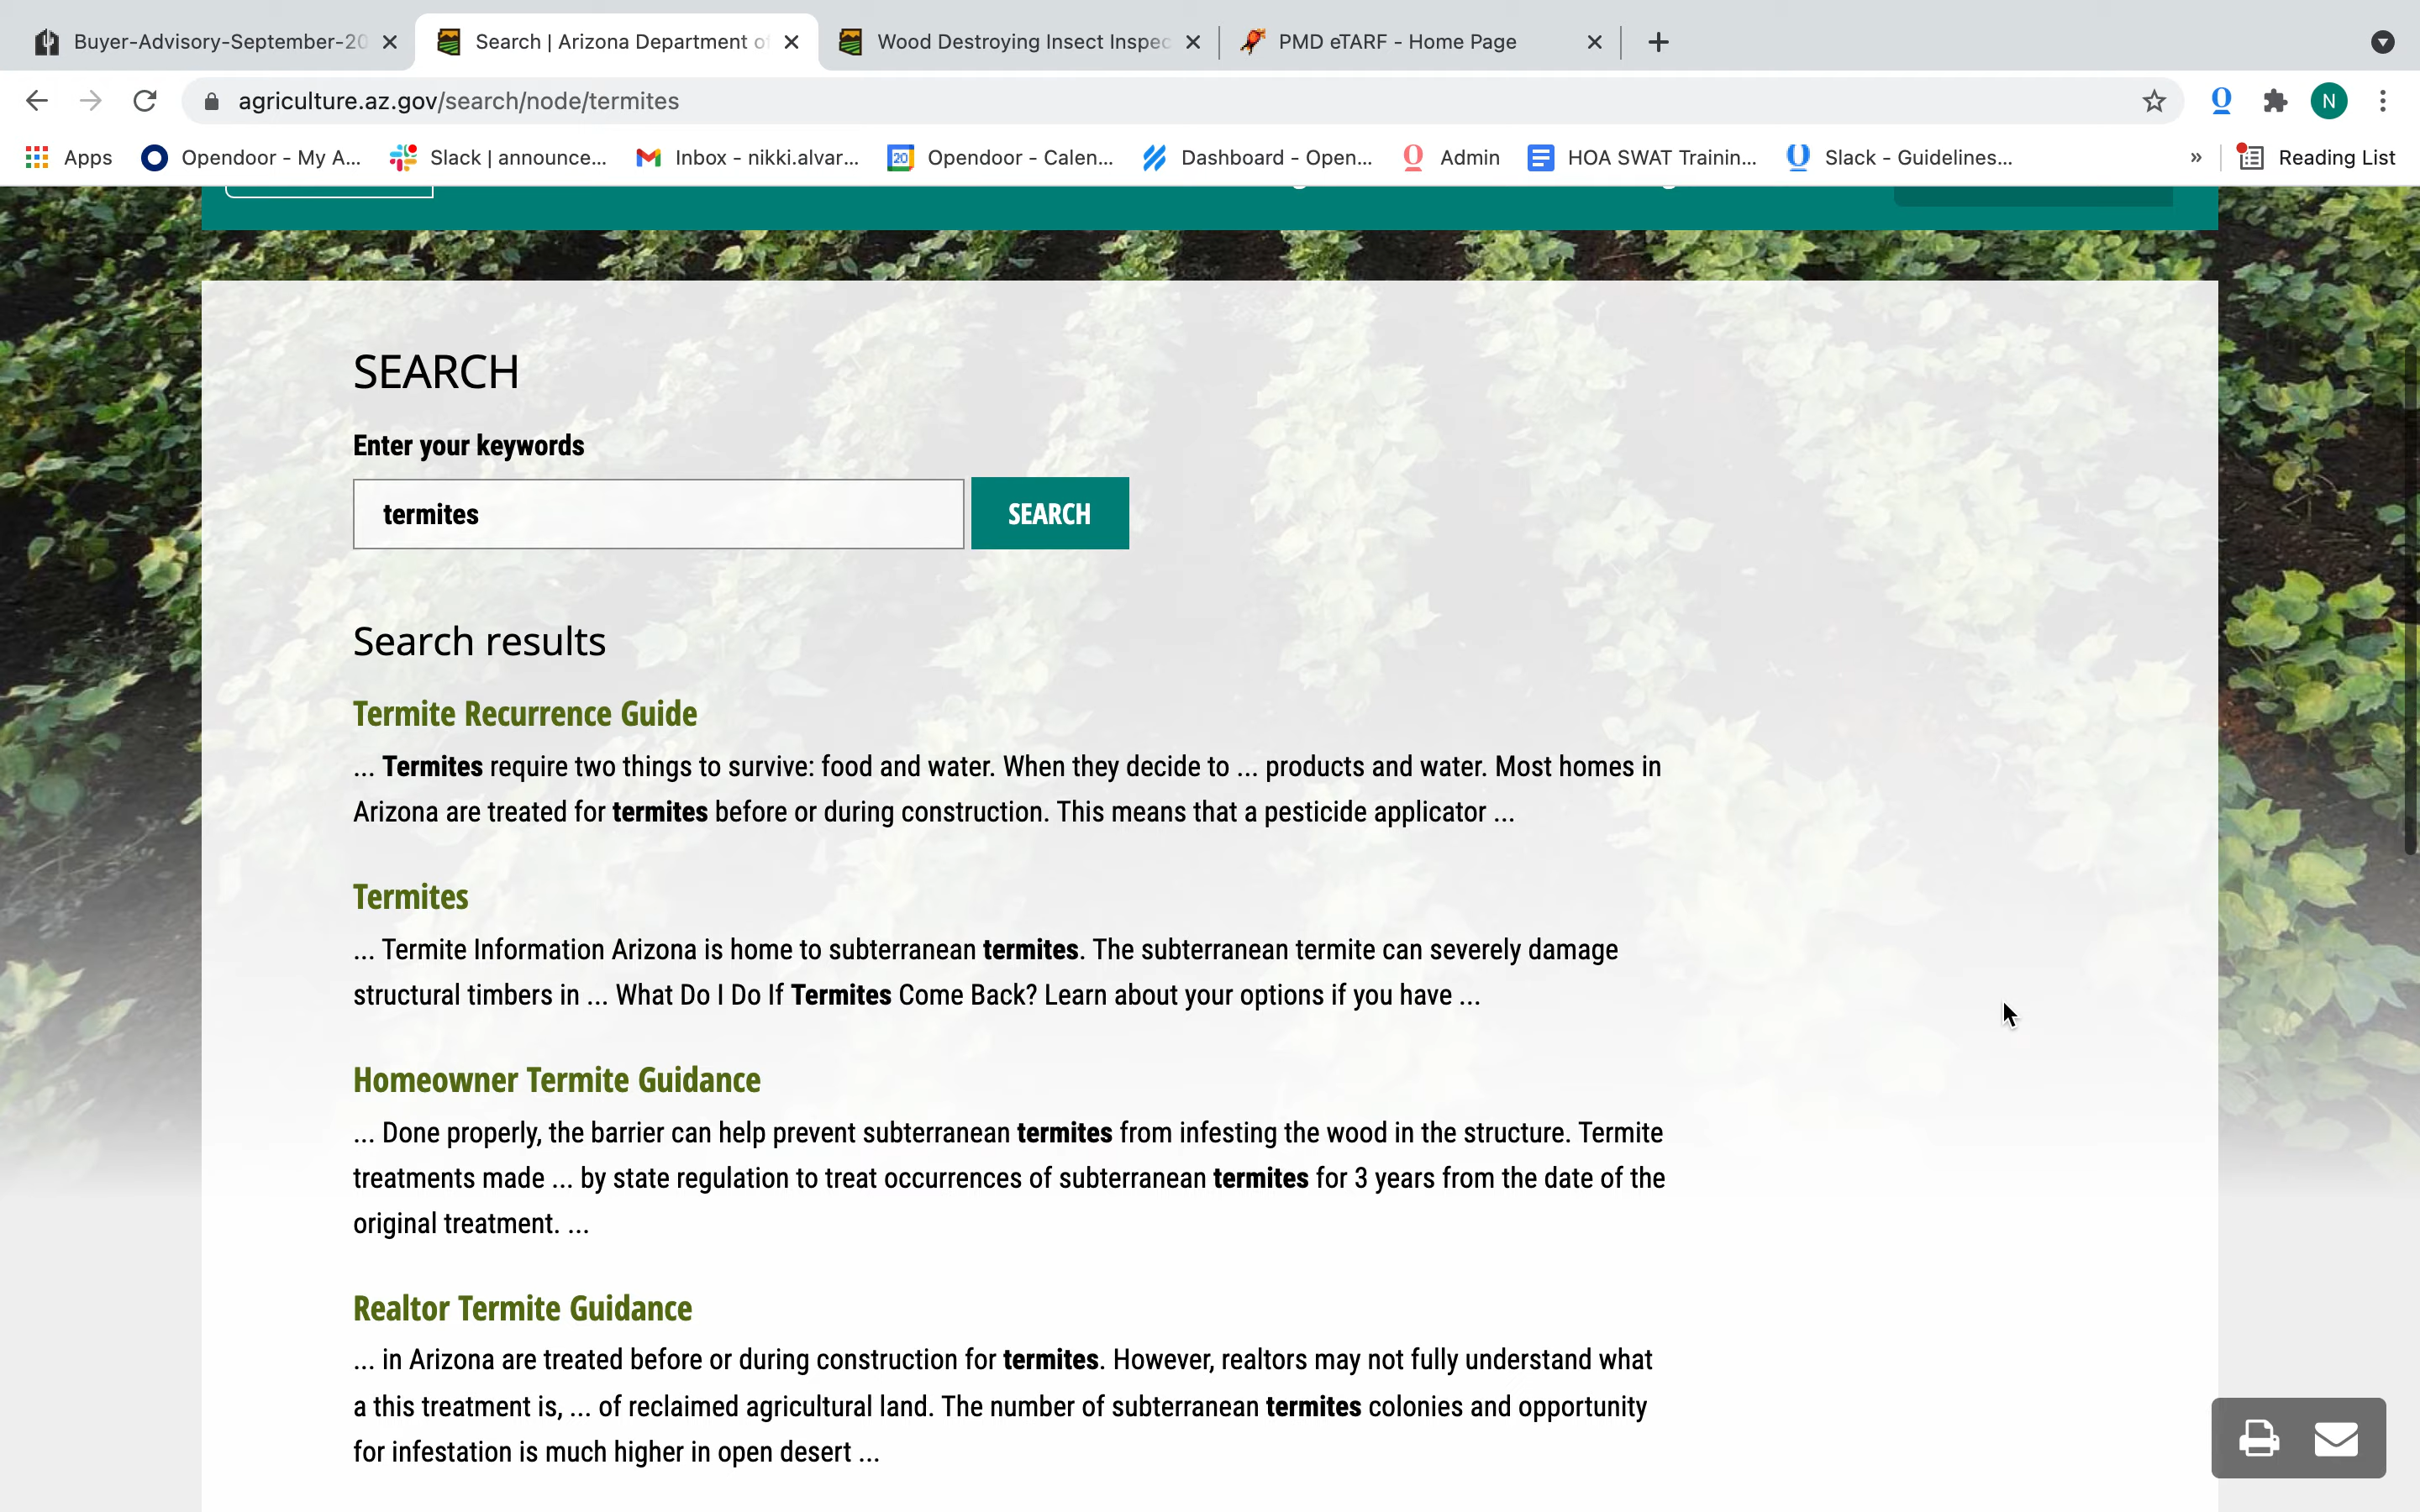 Buyer-Advisory-September-20
Search | Arizona Department of
Wood Destroying Insect Inspec
PMD eTARF - Home Page
agriculture.az.gov/search/node/termites
N
Apps
Opendoor - My A...
Slack | announce...
Inbox - nikki.alvar...
20
Opendoor - Calen...
Dashboard - Open...
Admin
HOA SWAT Trainin...
Slack - Guidelines...
»
Reading List
SEARCH
Enter your keywords
termites
SEARCH
Search results
Termite Recurrence Guide
... Termites require two things to survive: food and water. When they decide to ... products and water. Most homes in
Arizona are treated for termites before or during construction. This means that a pesticide applicator ...
Termites
... Termite Information Arizona is home to subterranean termites. The subterranean termite can severely damage
structural timbers in ... What Do I Do If Termites Come Back? Learn about your options if you have ...
Homeowner Termite Guidance
... Done properly, the barrier can help prevent subterranean termites from infesting the wood in the structure. Termite
treatments made ... by state regulation to treat occurrences of subterranean termites for 3 years from the date of the
original treatment. ...
Realtor Termite Guidance
... in Arizona are treated before or during construction for termites. However, realtors may not fully understand what
a this treatment is, ... of reclaimed agricultural land. The number of subterranean termites colonies and opportunity
for infestation is much higher in open desert ...